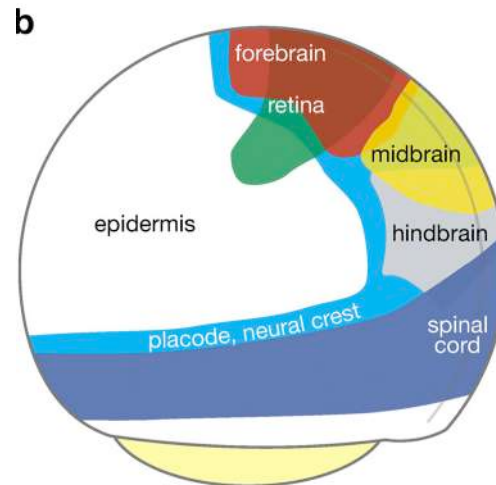 b
forebrain
retina
midbrain
epidermis
hindbrain
placode, neural crest
spinal
cord